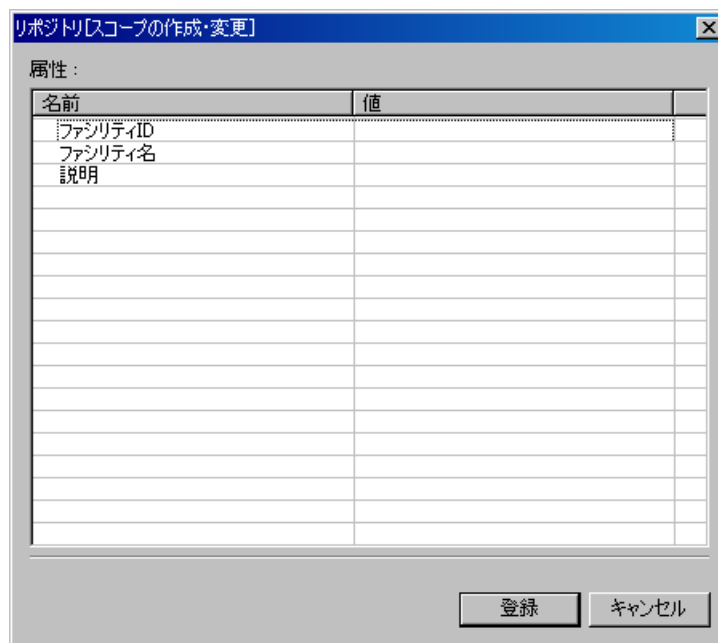 リポジトリ[スコープの作成・変更]
属性：
名前 値
ファシリティID
ファシリティ名
説明
登録 キャンセル